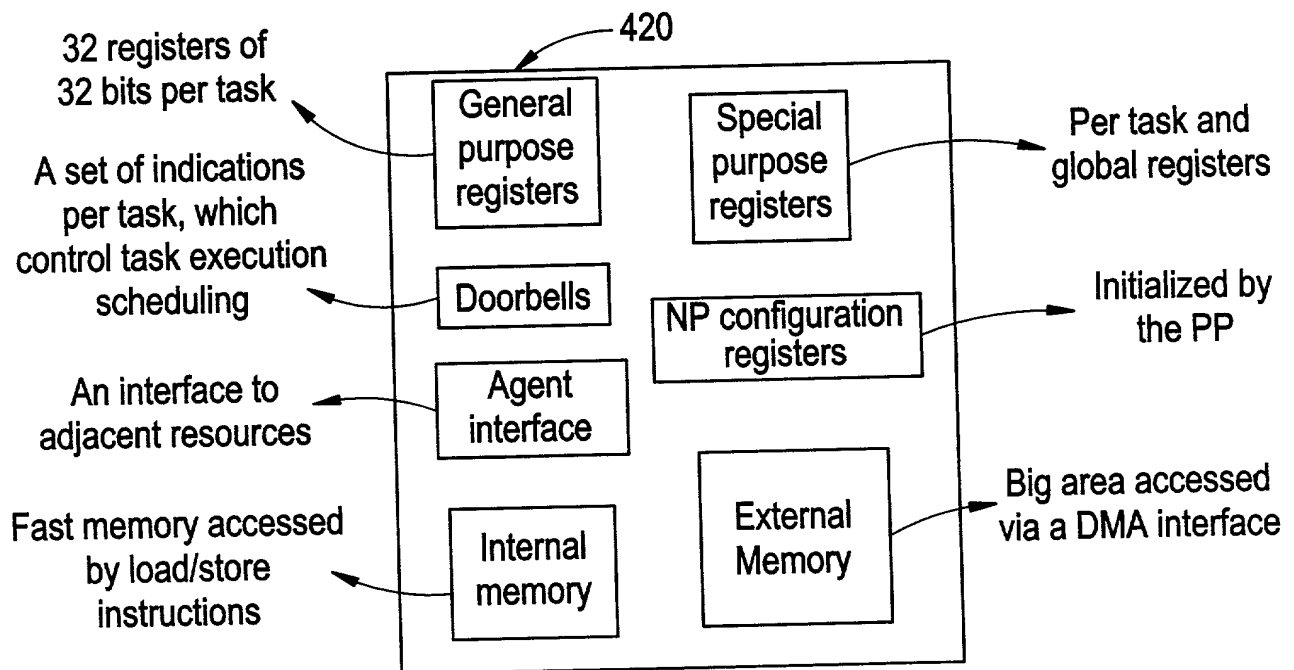 420
32 registers of
32 bits per task
General
purpose
registers
Special
purpose
registers
Per task and
global registers
A set of indications
per task, which
control task execution
scheduling
Doorbells
NP configuration
registers
Initialized by
the PP
An interface to
adjacent resources
Agent
interface
Fast memory accessed
by load/store
instructions
Internal
memory
External
Memory
Big area accessed
via a DMA interface